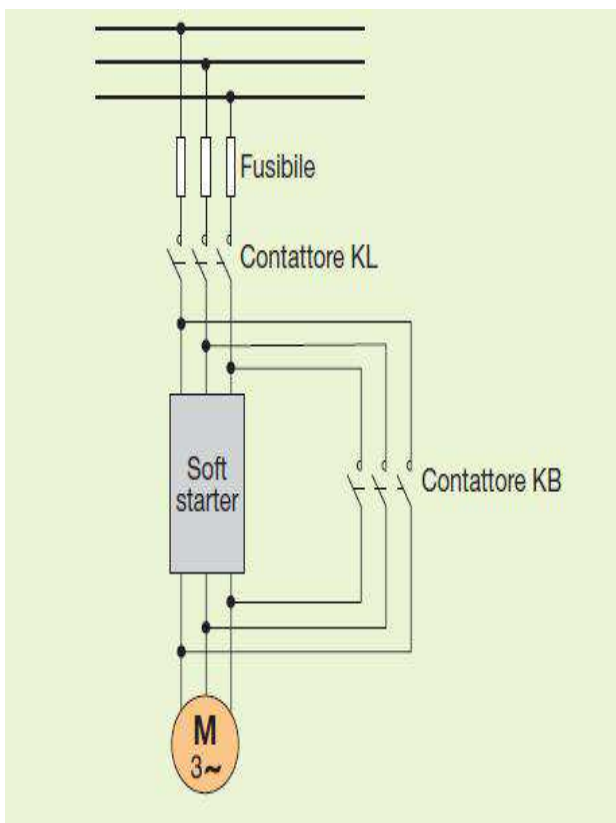 Fusibile
Contattore KL
Soft
starter
Contattore KB
M
3~